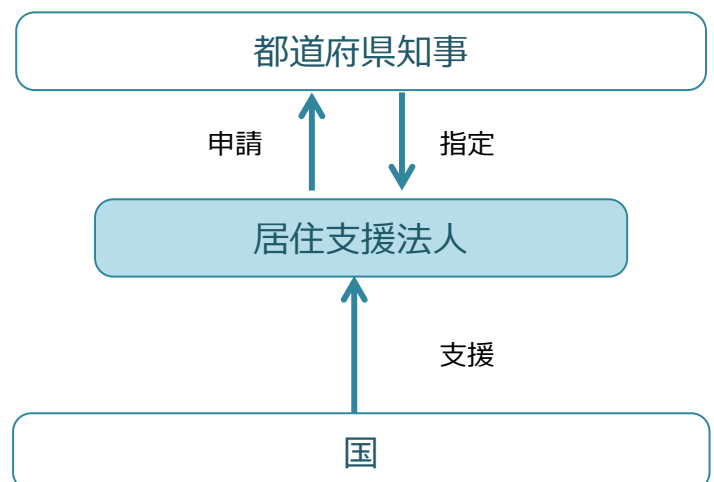 都道府県知事
申請
指定
居住支援法人
支援
国